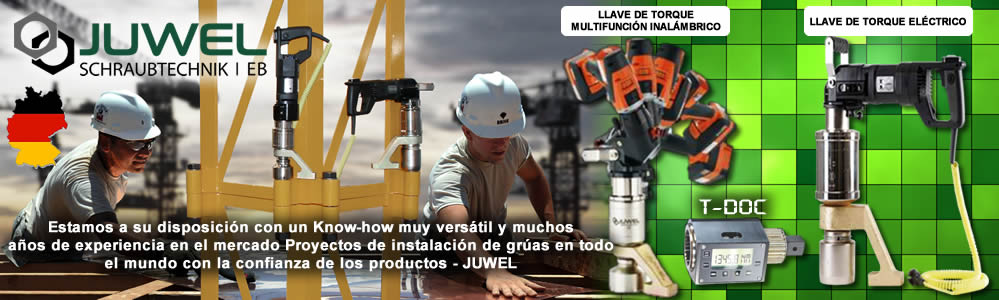 JUWEL
SCHRAUBTECHNIK | EB
LLAVE DE TORQUE
MULTIFUNCIÓN INALÁMBRICO
LLAVE DE TORQUE ELÉCTRICO
T-DOC
JUWEL
Estamos a su disposición con un Know-how muy versátil y muchos
años de experiencia en el mercado Proyectos de instalación de grúas en todo
el mundo con la confianza de los productos - JUWEL